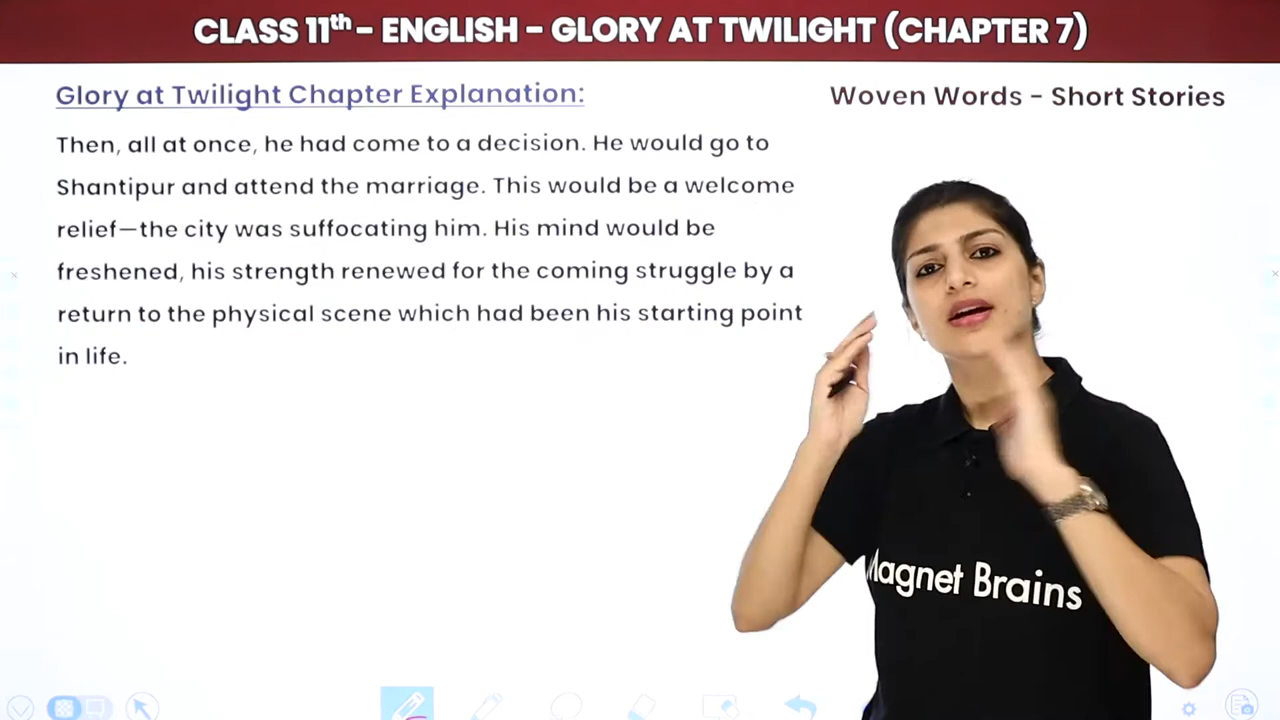 CLASS 11th - ENGLISH - GLORY AT TWILIGHT (CHAPTER 7)
Glory at Twilight Chapter Explanation:
Woven Words - Short Stories
Then, all at once, he had come to a decision. He would go to
Shantipur and attend the marriage. This would be a welcome
relief—the city was suffocating him. His mind would be
freshened, his strength renewed for the coming struggle by a
return to the physical scene which had been his starting point
in life.
Magnet Brains